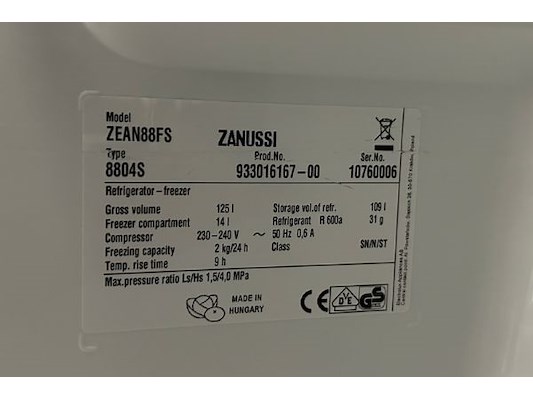 Model
ZEAN88FS
ZANUSSI
Type
Prod.No.
Ser.No.
8804S
933016167-00
10760006
Refrigerator-freezer
Gross volume 125 l
Storage vol.of refr. 109 l
Freezer compartment 14 l
Refrigerant R 600a 31 g
Compressor 230-240 V ~ 50 Hz 0,6 A
Freezing capacity 2 kg/24 h
Class SN/N/ST
Temp. rise time 9 h
Max.pressure ratio Ls/Hs 1,5/4,0 MPa
MADE IN
HUNGARY
CE
DVE
GS